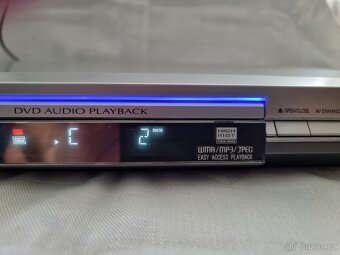 DVD AUDIO PLAYBACK
OPEN/CLOSE
C 2
HIGH
MAT
WMA/MP3/JPEG
EASY ACCESS PLAYBACK